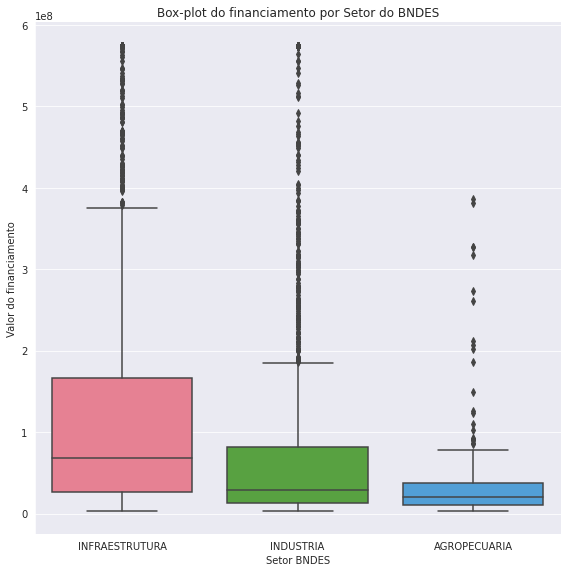 Box-plot do financiamento por Setor do BNDES
1e8
6
5
4
3
2
1
0
Valor do financiamento
INFRAESTRUTURA INDUSTRIA AGROPECUARIA
Setor BNDES